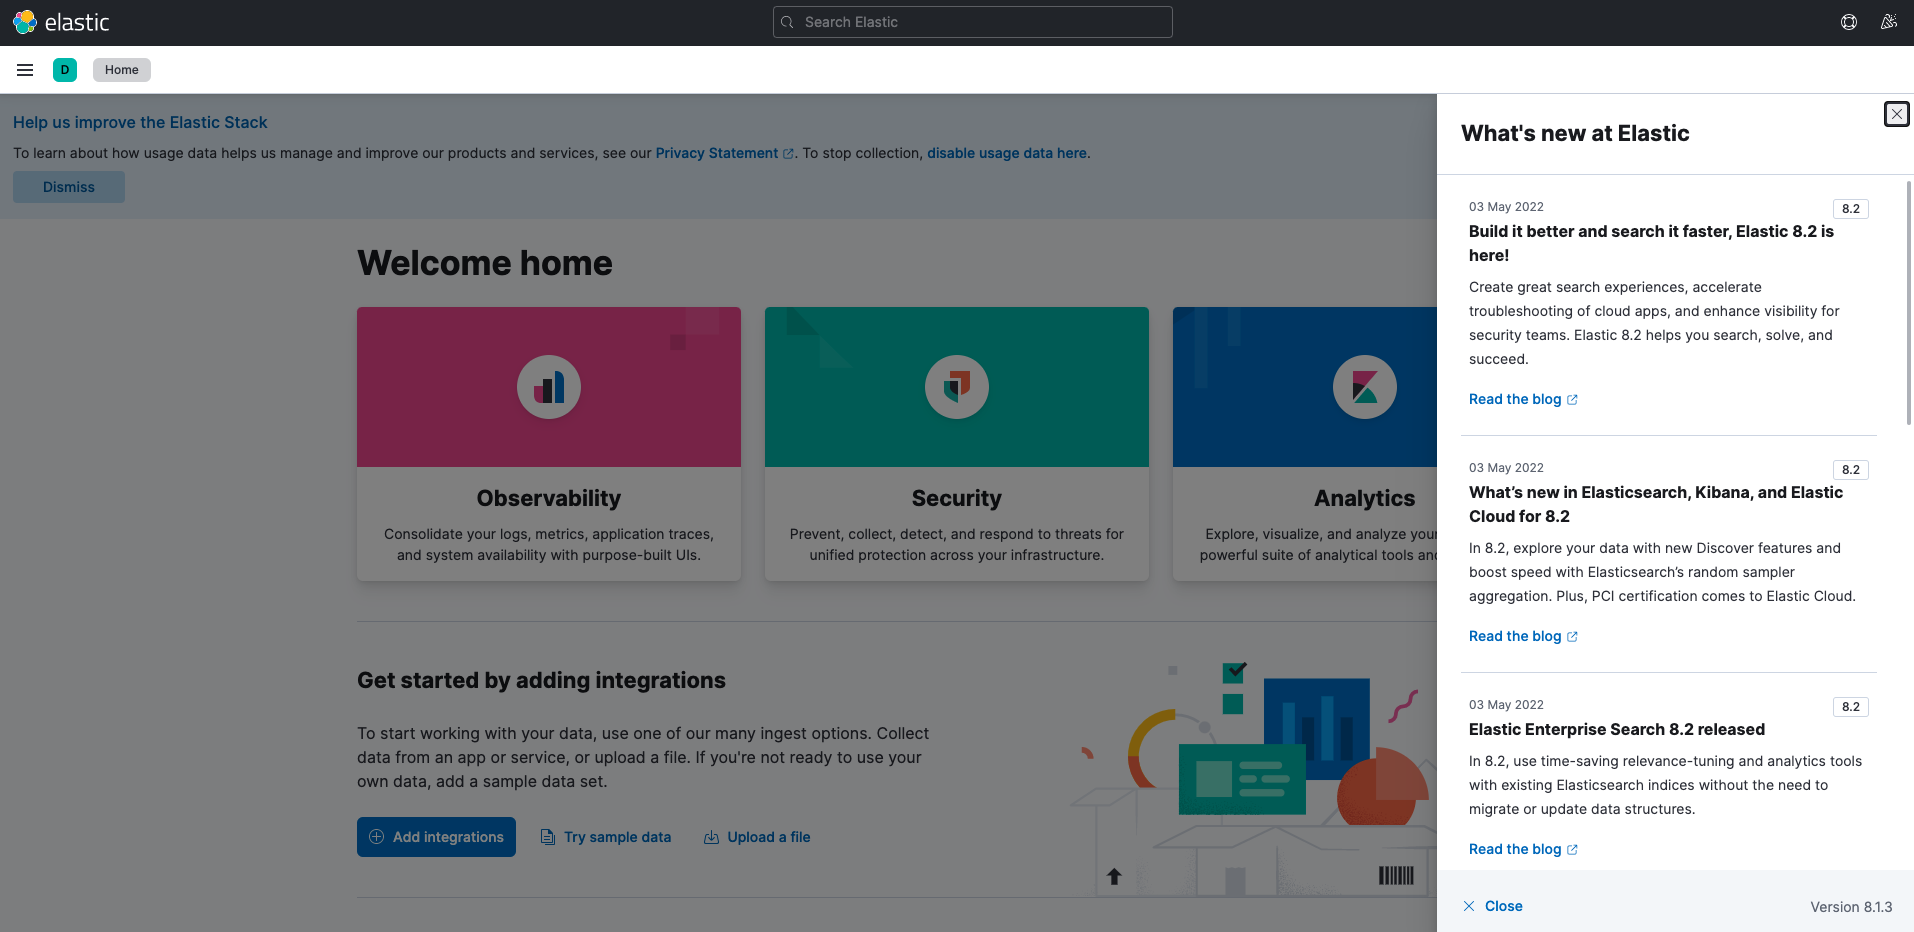 elastic
Search Elastic
D
Home
Help us improve the Elastic Stack
To learn about how usage data helps us manage and improve our products and services, see our Privacy Statement. To stop collection, disable usage data here.
Dismiss
Welcome home
Observability
Consolidate your logs, metrics, application traces,
and system availability with purpose-built UIs.
Security
Prevent, collect, detect, and respond to threats for
unified protection across your infrastructure.
Analytics
Explore, visualize, and analyze your
powerful suite of analytical tools and
Get started by adding integrations
To start working with your data, use one of our many ingest options. Collect
data from an app or service, or upload a file. If you're not ready to use your
own data, add a sample data set.
Add integrations
Try sample data
Upload a file
What's new at Elastic
03 May 2022
8.2
Build it better and search it faster, Elastic 8.2 is
here!
Create great search experiences, accelerate
troubleshooting of cloud apps, and enhance visibility for
security teams. Elastic 8.2 helps you search, solve, and
succeed.
Read the blog
03 May 2022
8.2
What’s new in Elasticsearch, Kibana, and Elastic
Cloud for 8.2
In 8.2, explore your data with new Discover features and
boost speed with Elasticsearch’s random sampler
aggregation. Plus, PCI certification comes to Elastic Cloud.
Read the blog
03 May 2022
8.2
Elastic Enterprise Search 8.2 released
In 8.2, use time-saving relevance-tuning and analytics tools
with existing Elasticsearch indices without the need to
migrate or update data structures.
Read the blog
Close
Version 8.1.3